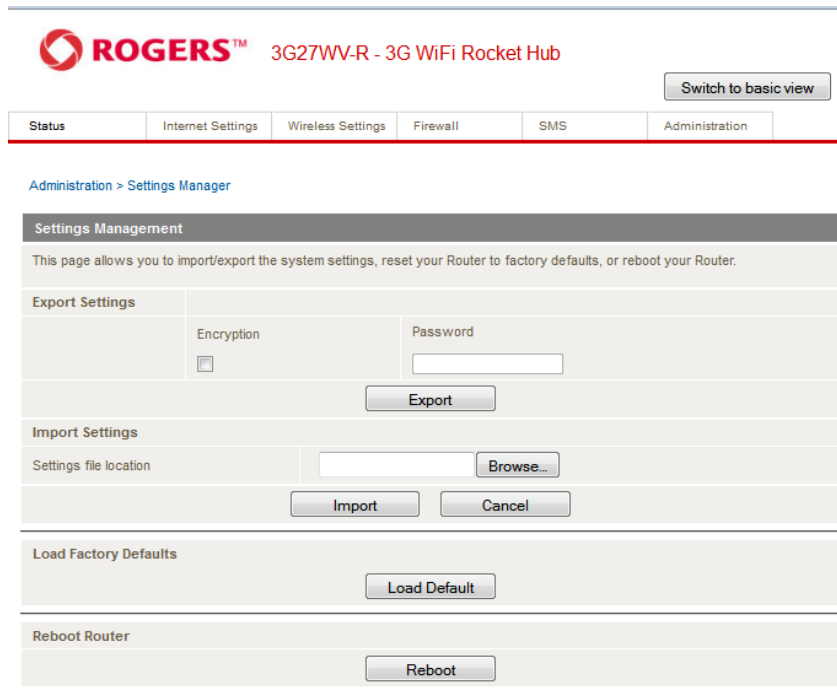 ROGERS™ 3G27WV-R - 3G WiFi Rocket Hub
Switch to basic view
Status Internet Settings Wireless Settings Firewall SMS Administration
Administration > Settings Manager
Settings Management
This page allows you to import/export the system settings, reset your Router to factory defaults, or reboot your Router.
Export Settings
Encryption Password
Export
Import Settings
Settings file location Browse...
Import Cancel
Load Factory Defaults
Load Default
Reboot Router
Reboot